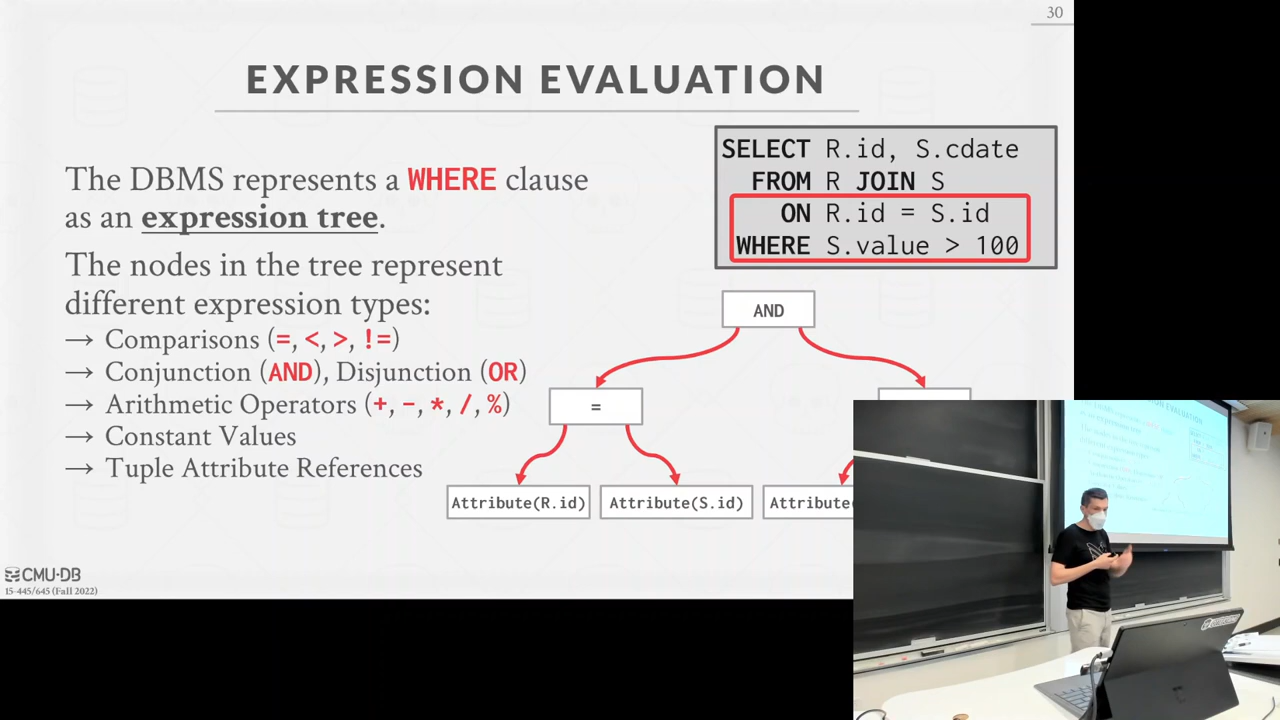 30
EXPRESSION EVALUATION
The DBMS represents a WHERE clause
as an expression tree.
The nodes in the tree represent
different expression types:
→ Comparisons (=, <, >, !=)
→ Conjunction (AND), Disjunction (OR)
→ Arithmetic Operators (+, -, *, /, %)
→ Constant Values
→ Tuple Attribute References
SELECT R.id, S.cdate
FROM R JOIN S
ON R.id = S.id
WHERE S.value > 100
AND
=
Attribute(R.id)
Attribute(S.id)
Attribute(
CMU·DB
15-445/645 (Fall 2022)
EXPRESSION EVALUATION